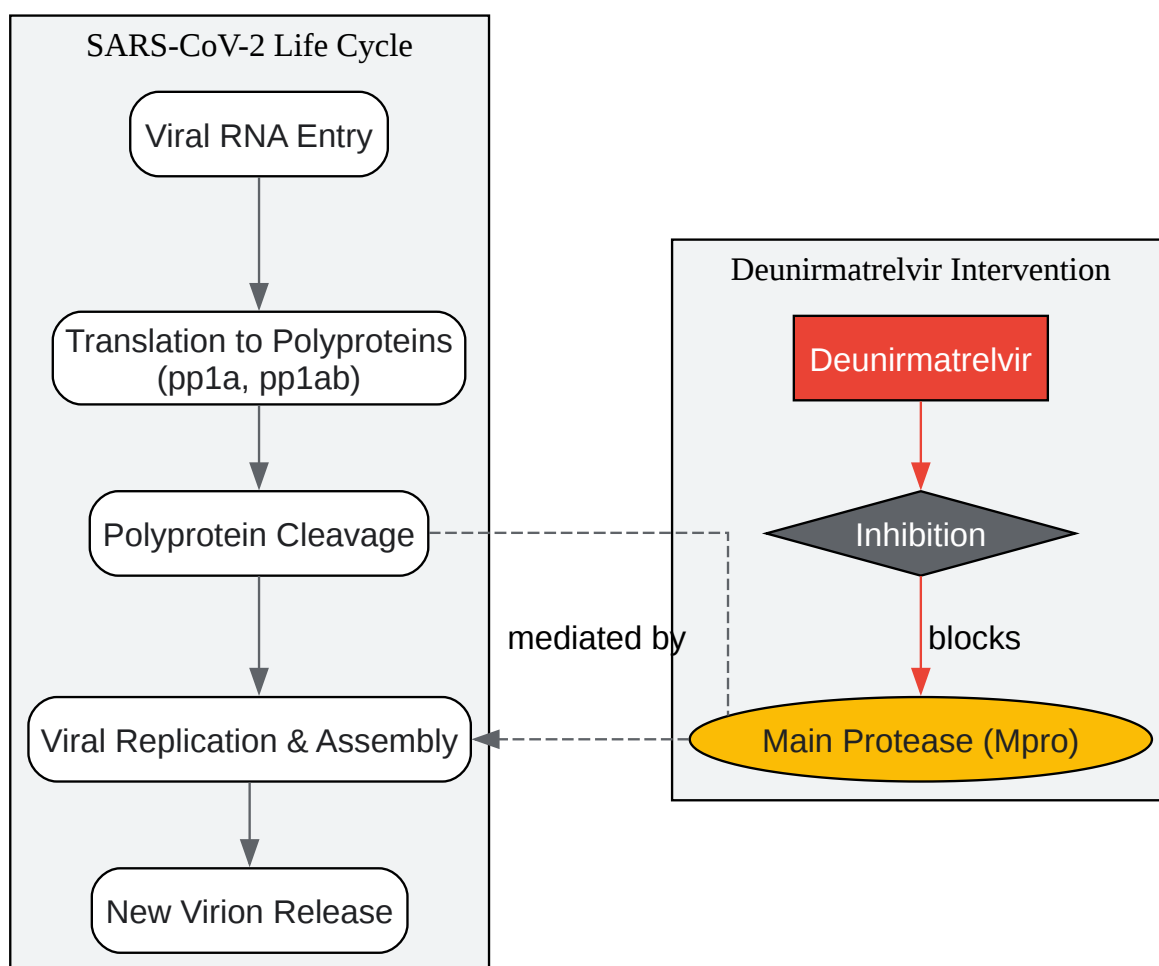 SARS-CoV-2 Life Cycle
Viral RNA Entry
Translation to Polyproteins
(pp1a, pp1ab)
Polyprotein Cleavage
mediated by
Viral Replication & Assembly
New Virion Release
Deunirmatrelvir Intervention
Deunirmatrelvir
Inhibition
blocks
Main Protease (Mpro)